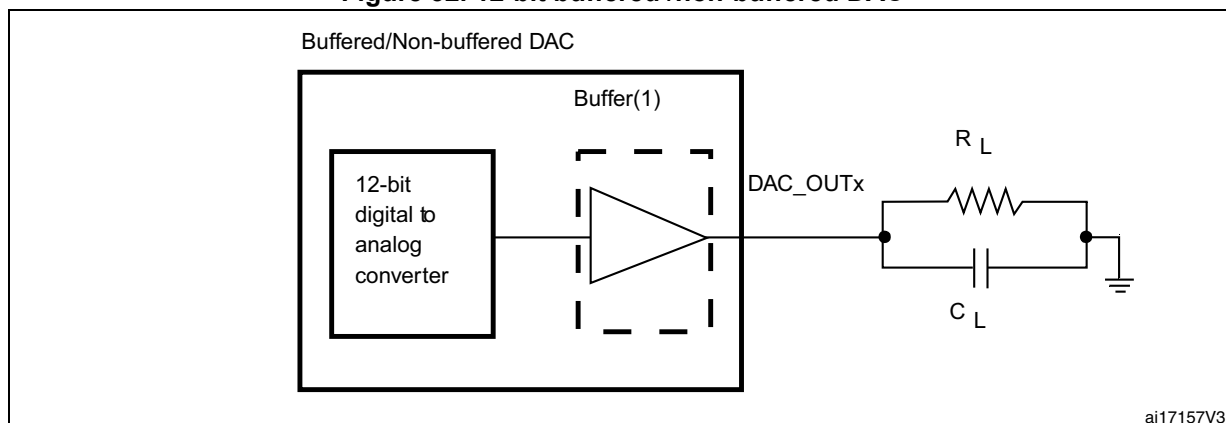 Buffered/Non-buffered DAC
Buffer(1)
12-bit
digital to
analog
converter
DAC_OUTx
R L
C L
ai17157V3